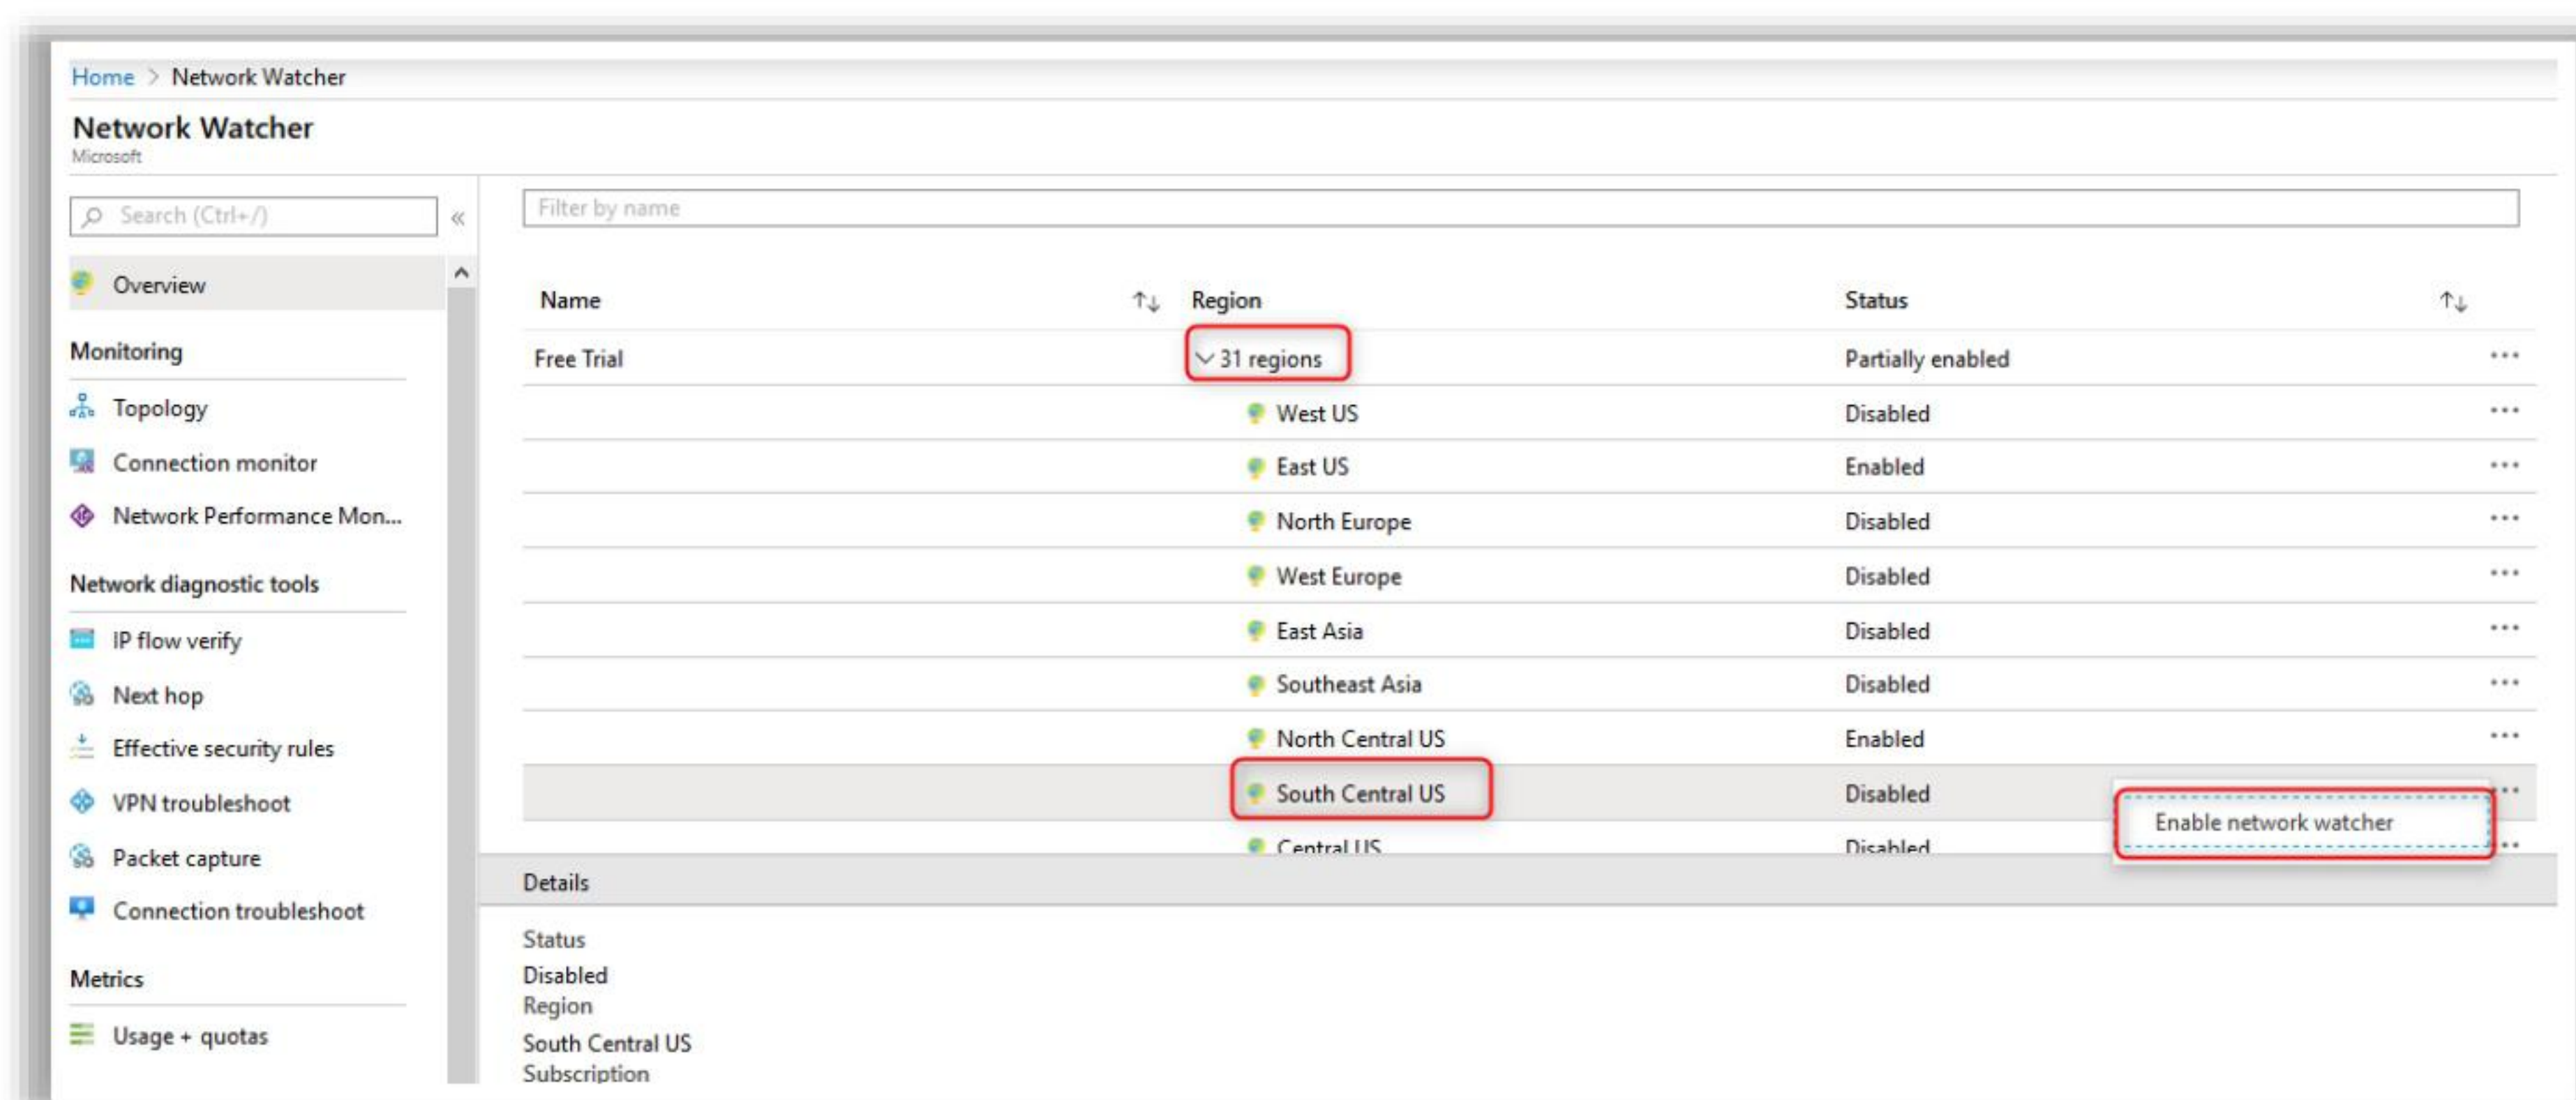 Home > Network Watcher
Network Watcher
Microsoft
Search (Ctrl+/)
«
Overview
Monitoring
Topology
Connection monitor
Network Performance Mon...
Network diagnostic tools
IP flow verify
Next hop
Effective security rules
VPN troubleshoot
Packet capture
Connection troubleshoot
Metrics
Usage + quotas
Filter by name
Name ↑↓ Region Status ↑↓
Free Trial 31 regions Partially enabled ...
West US Disabled ...
East US Enabled ...
North Europe Disabled ...
West Europe Disabled ...
East Asia Disabled ...
Southeast Asia Disabled ...
North Central US Enabled ...
South Central US Disabled ...
Enable network watcher
Central US Disabled ...
Details
Status
Disabled
Region
South Central US
Subscription